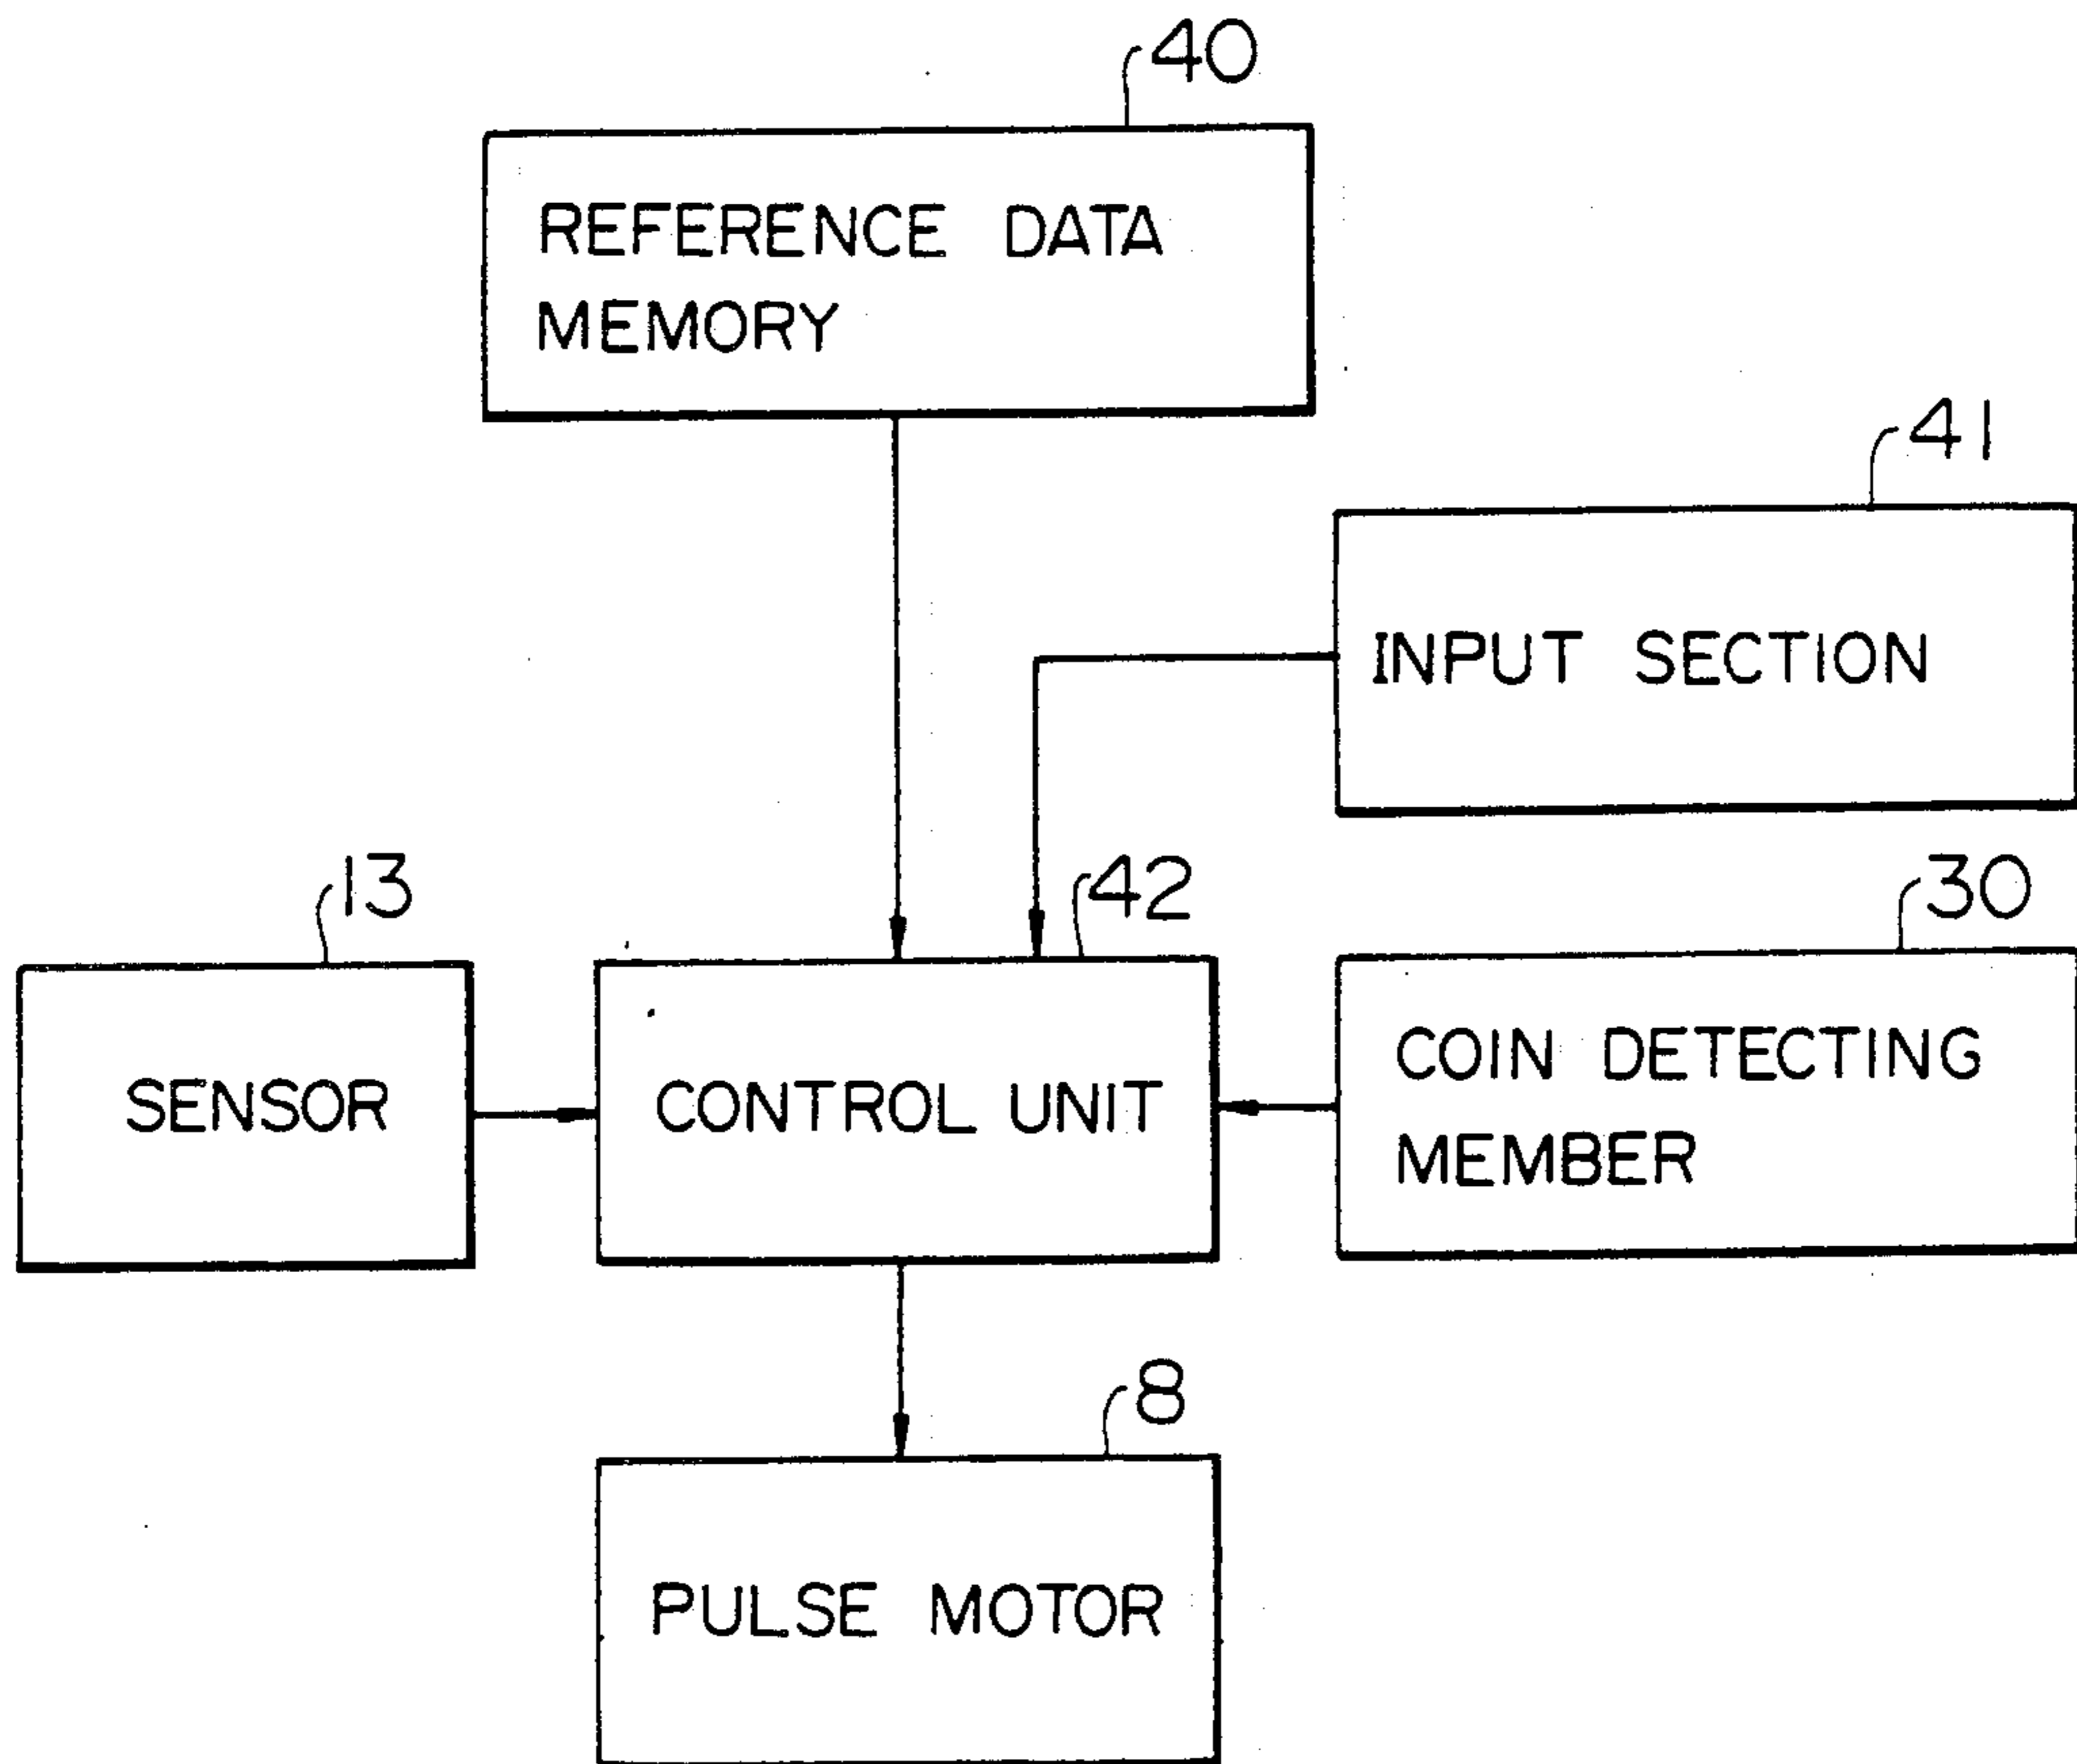 40
REFERENCE DATA
MEMORY
41
INPUT SECTION
13
42
30
SENSOR
CONTROL UNIT
COIN DETECTING
MEMBER
8
PULSE MOTOR